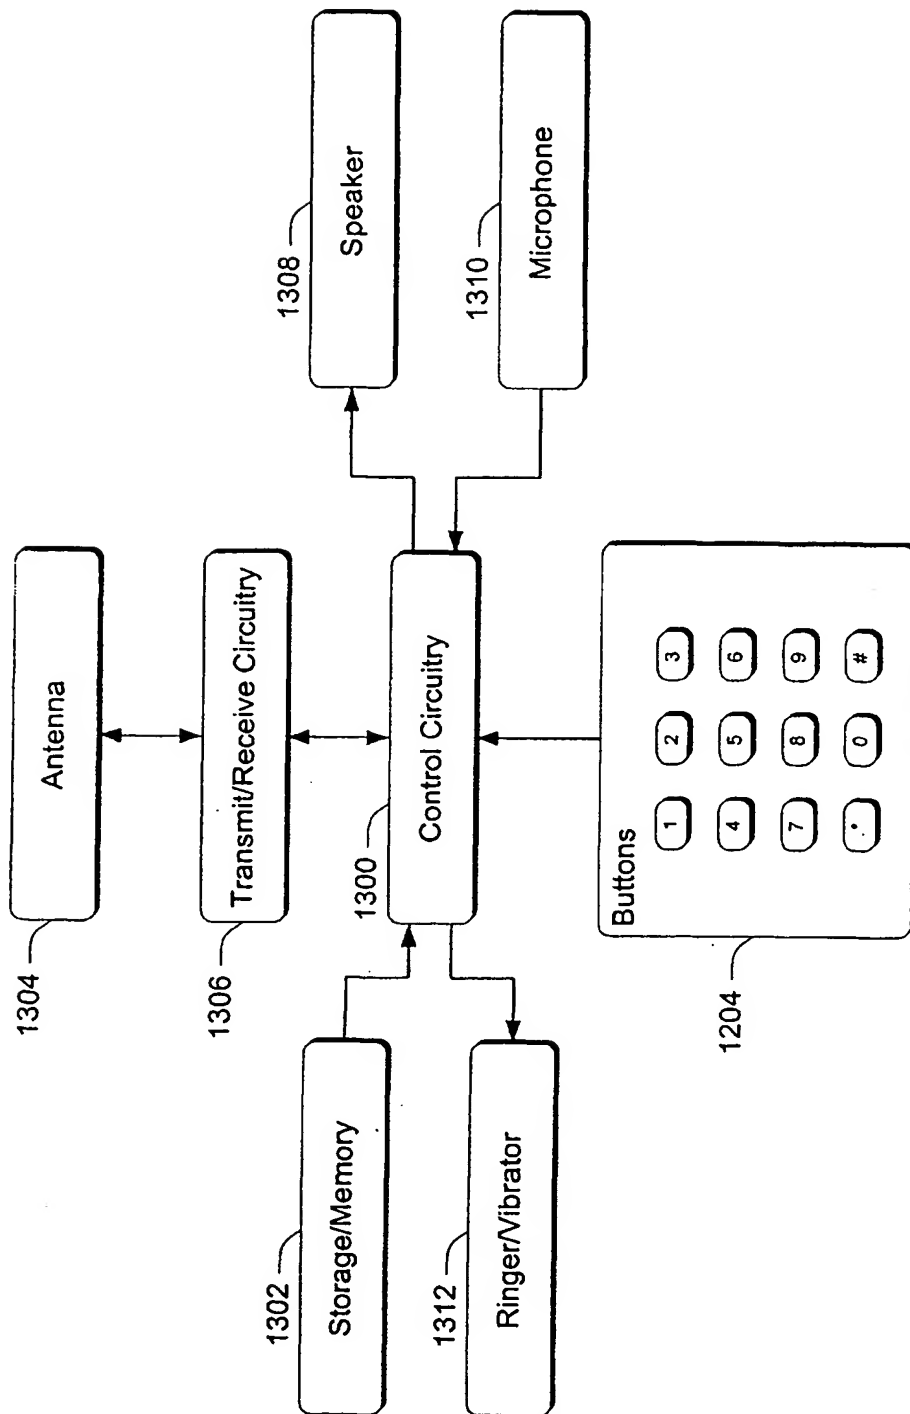 1304
Antenna
1306
Transmit/Receive Circuitry
1302
Storage/Memory
1300
Control Circuitry
1308
Speaker
1312
Ringer/Vibrator
1310
Microphone
1204
Buttons
1 2 3
4 5 6
7 8 9
.* 0 #